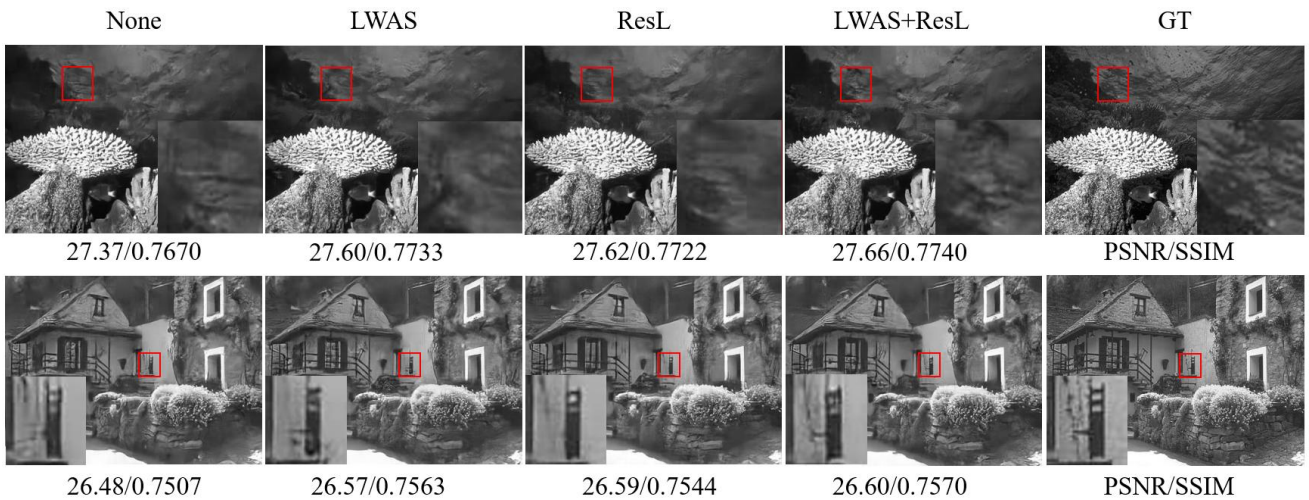 None LWAS ResL LWAS+ResL GT
27.37/0.7670 27.60/0.7733 27.62/0.7722 27.66/0.7740 PSNR/SSIM
26.48/0.7507 26.57/0.7563 26.59/0.7544 26.60/0.7570 PSNR/SSIM